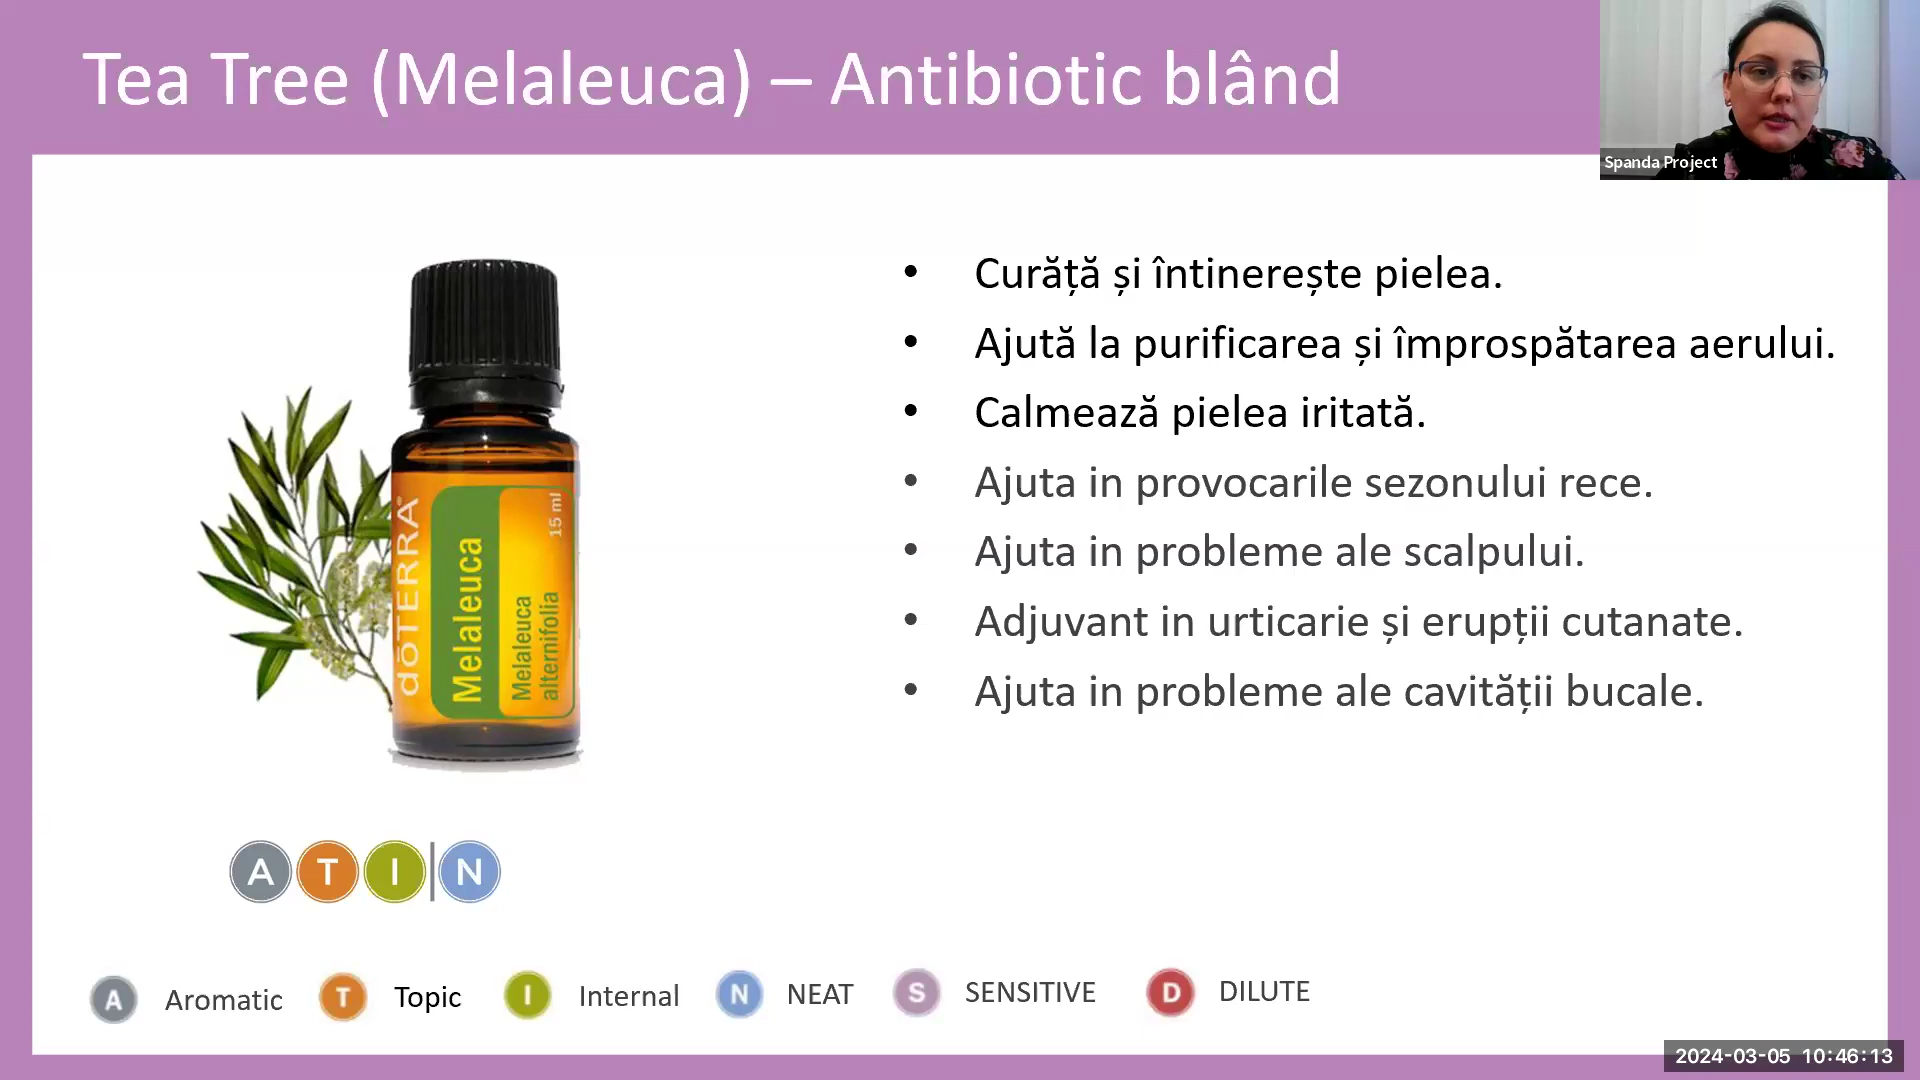 Tea Tree (Melaleuca) – Antibiotic blând
Spanda Project
• Curăță și întinerește pielea.
• Ajută la purificarea și împrospătarea aerului.
• Calmează pielea iritată.
• Ajuta in provocarile sezonului rece.
• Ajuta in probleme ale scalpului.
• Adjuvant in urticarie și erupții cutanate.
• Ajuta in probleme ale cavității bucale.
dōTERRA®
Melaleuca
Melaleuca
alternifolia
15 ml
A T I | N
A Aromatic T Topic I Internal N NEAT S SENSITIVE D DILUTE
2024-03-05 10:46:13